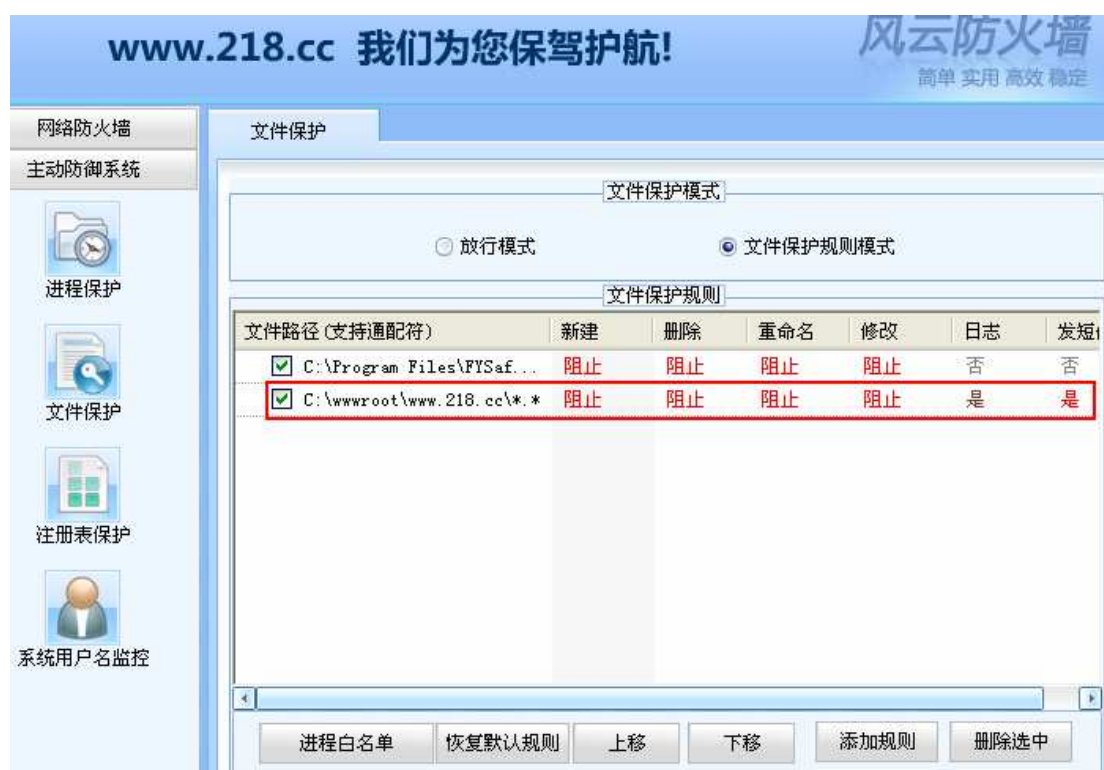 www.218.cc 我们为您保驾护航!
风云防火墙
简单 实用 高效 稳定
网络防火墙
主动防御系统
进程保护
文件保护
注册表保护
系统用户名监控
文件保护
文件保护模式
放行模式 文件保护规则模式
文件保护规则
文件路径(支持通配符) 新建 删除 重命名 修改 日志 发短
C:\Program Files\FYSaf... 阻止 阻止 阻止 阻止 否 否
C:\wwwroot\www.218.cc\*.* 阻止 阻止 阻止 阻止 是 是
进程白名单 恢复默认规则 上移 下移 添加规则 删除选中